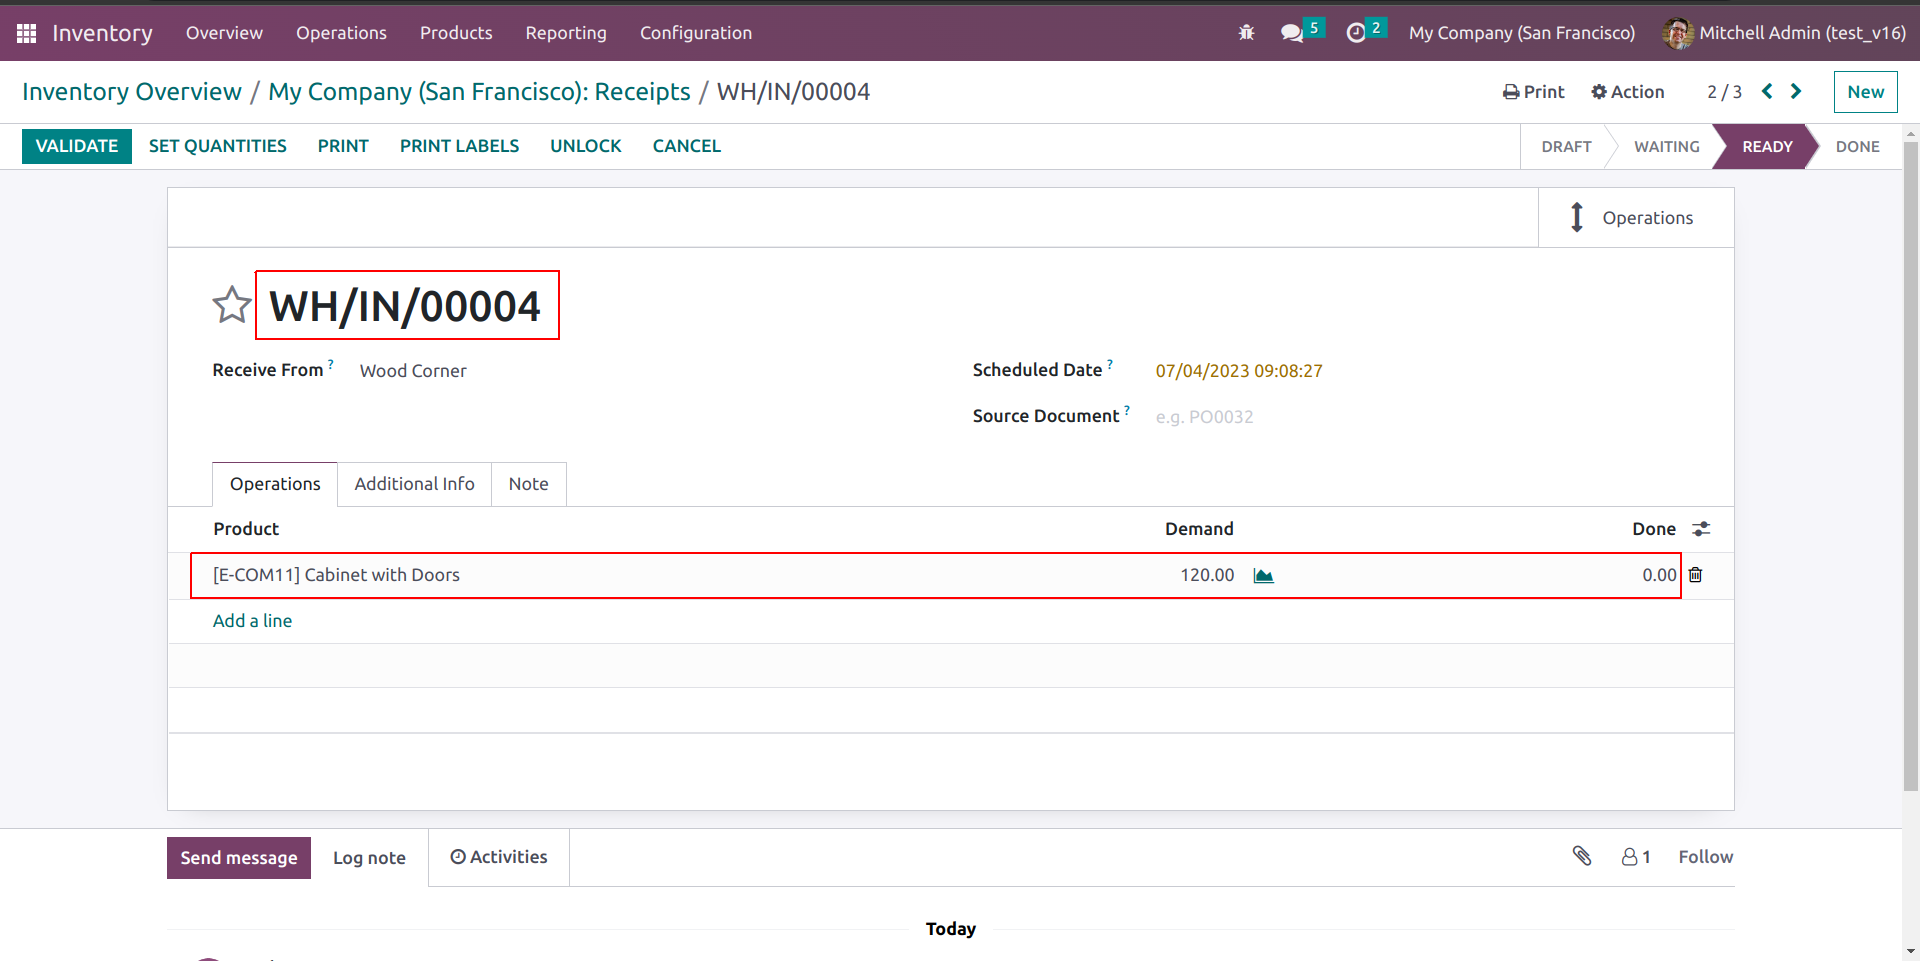 Inventory Overview Operations Products Reporting Configuration 5 2 My Company (San Francisco) Mitchell Admin (test_v16)
Inventory Overview / My Company (San Francisco): Receipts / WH/IN/00004 Print Action 2 / 3 New
VALIDATE SET QUANTITIES PRINT PRINT LABELS UNLOCK CANCEL DRAFT WAITING READY DONE
Operations
WH/IN/00004
Receive From ? Wood Corner Scheduled Date ? 07/04/2023 09:08:27
Source Document ? e.g. PO0032
Operations Additional Info Note
Product Demand Done
[E-COM11] Cabinet with Doors 120.00 0.00
Add a line
Send message Log note Activities 1 Follow
Today